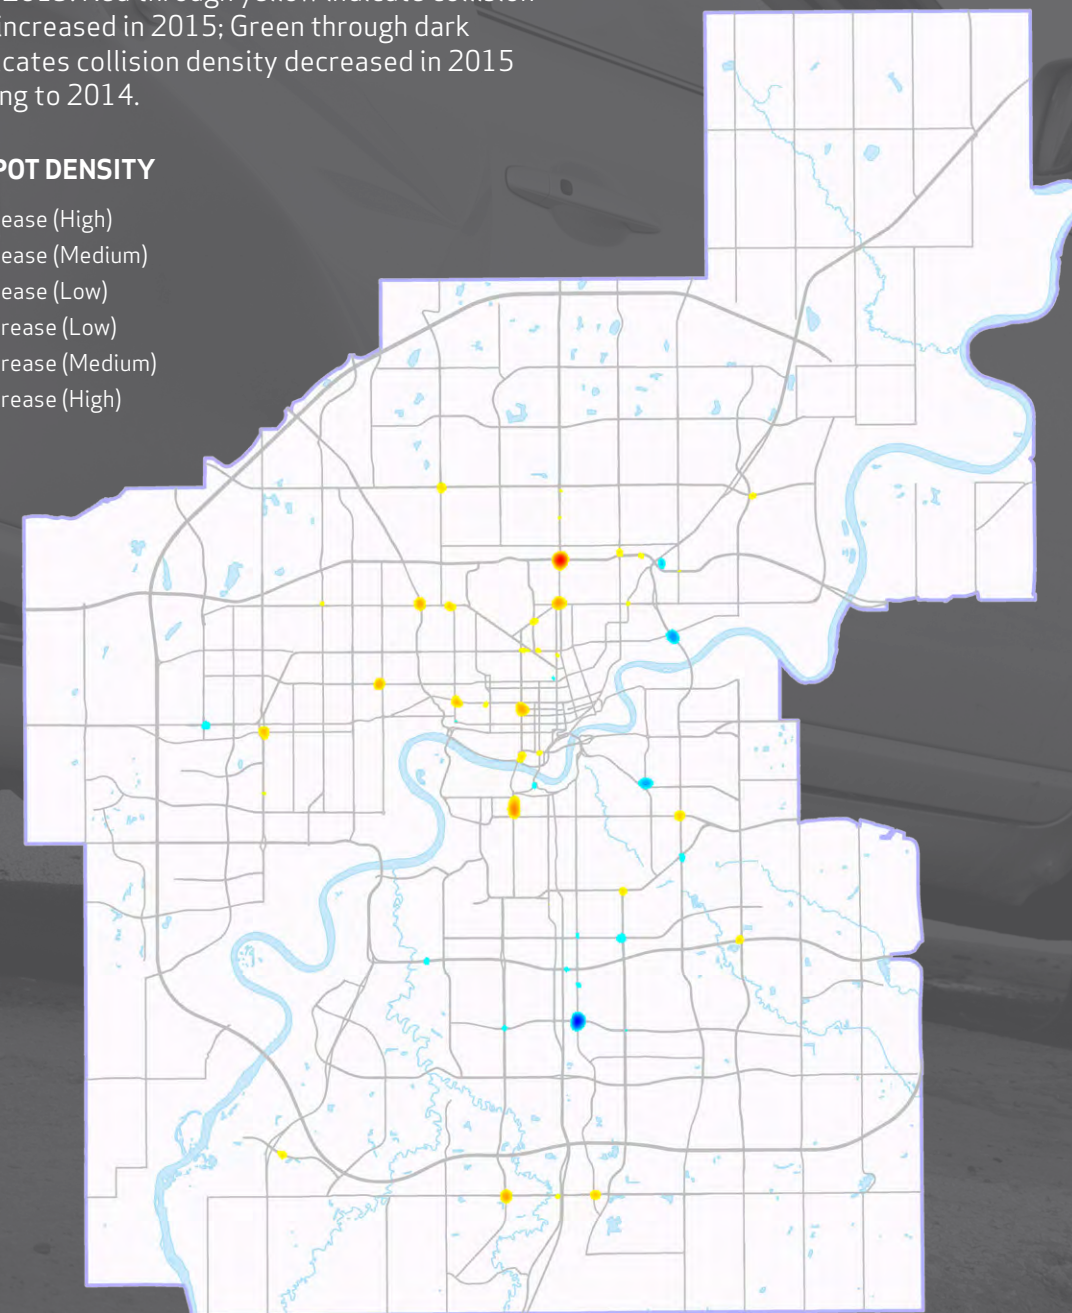 increased in 2015; Green through dark
icates collision density decreased in 2015
ng to 2014.
POT DENSITY
ease (High)
ease (Medium)
ease (Low)
rease (Low)
rease (Medium)
rease (High)